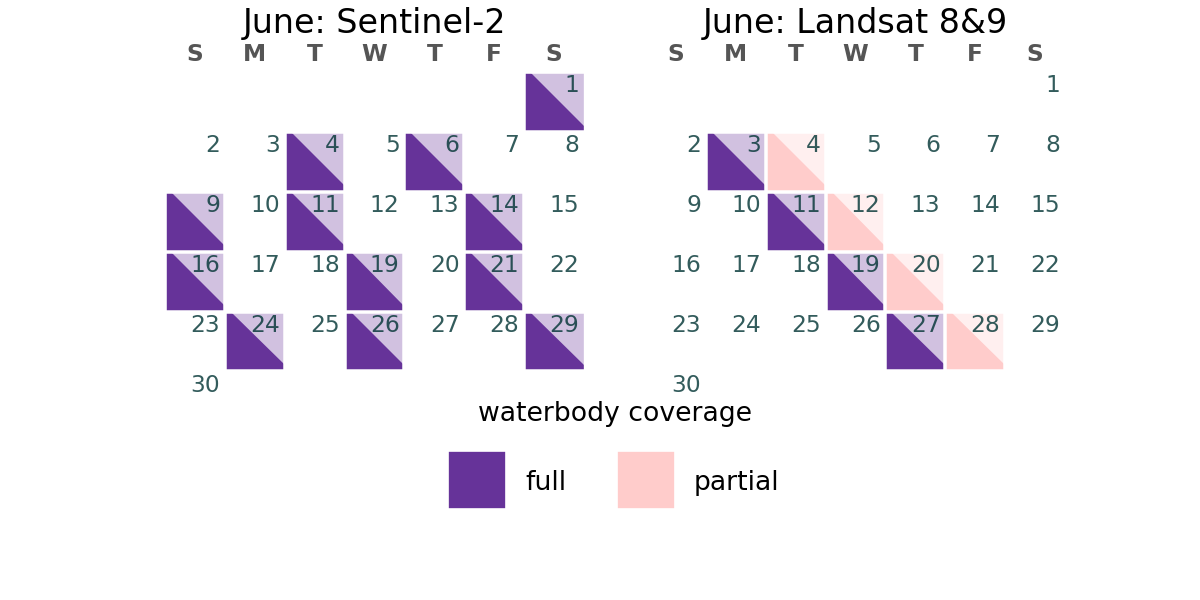 June: Sentinel-2
S M T W T F S
1
2 3 4 5 6 7 8
9 10 11 12 13 14 15
16 17 18 19 20 21 22
23 24 25 26 27 28 29
30
June: Landsat 8&9
S M T W T F S
1
2 3 4 5 6 7 8
9 10 11 12 13 14 15
16 17 18 19 20 21 22
23 24 25 26 27 28 29
30
waterbody coverage
full
partial